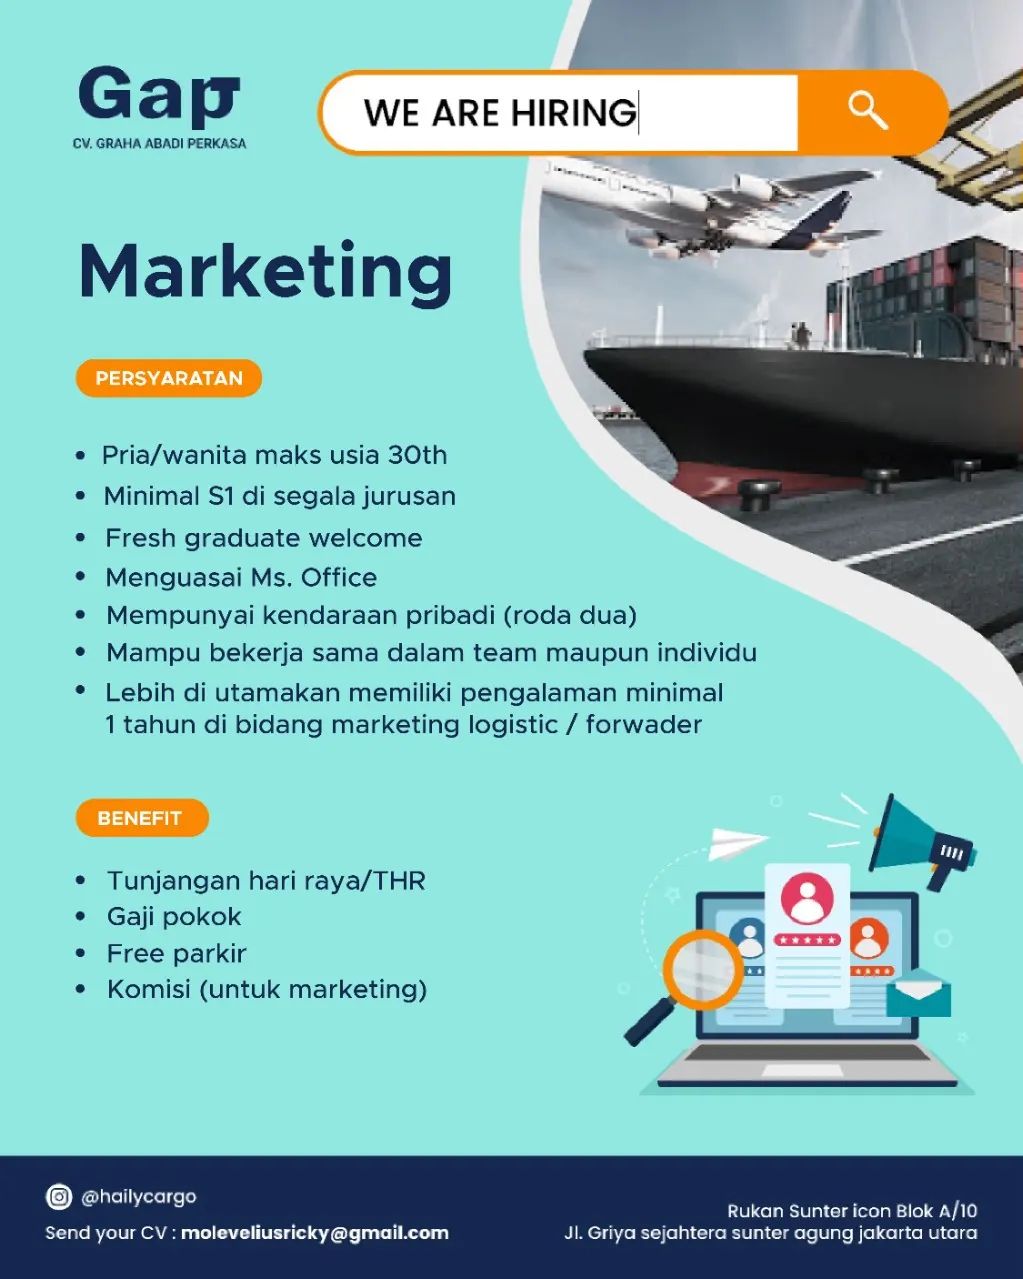 Gap
CV. GRAHA ABADI PERKASA
WE ARE HIRING
Marketing
PERSYARATAN
• Pria/wanita maks usia 30th
• Minimal S1 di segala jurusan
• Fresh graduate welcome
• Menguasai Ms. Office
• Mempunyai kendaraan pribadi (roda dua)
• Mampu bekerja sama dalam team maupun individu
• Lebih di utamakan memiliki pengalaman minimal
1 tahun di bidang marketing logistic / forwader
BENEFIT
• Tunjangan hari raya/THR
• Gaji pokok
• Free parkir
• Komisi (untuk marketing)
@hailycargo
Send your CV : moleveliusricky@gmail.com
Rukan Sunter icon Blok A/10
Jl. Griya sejahtera sunter agung jakarta utara